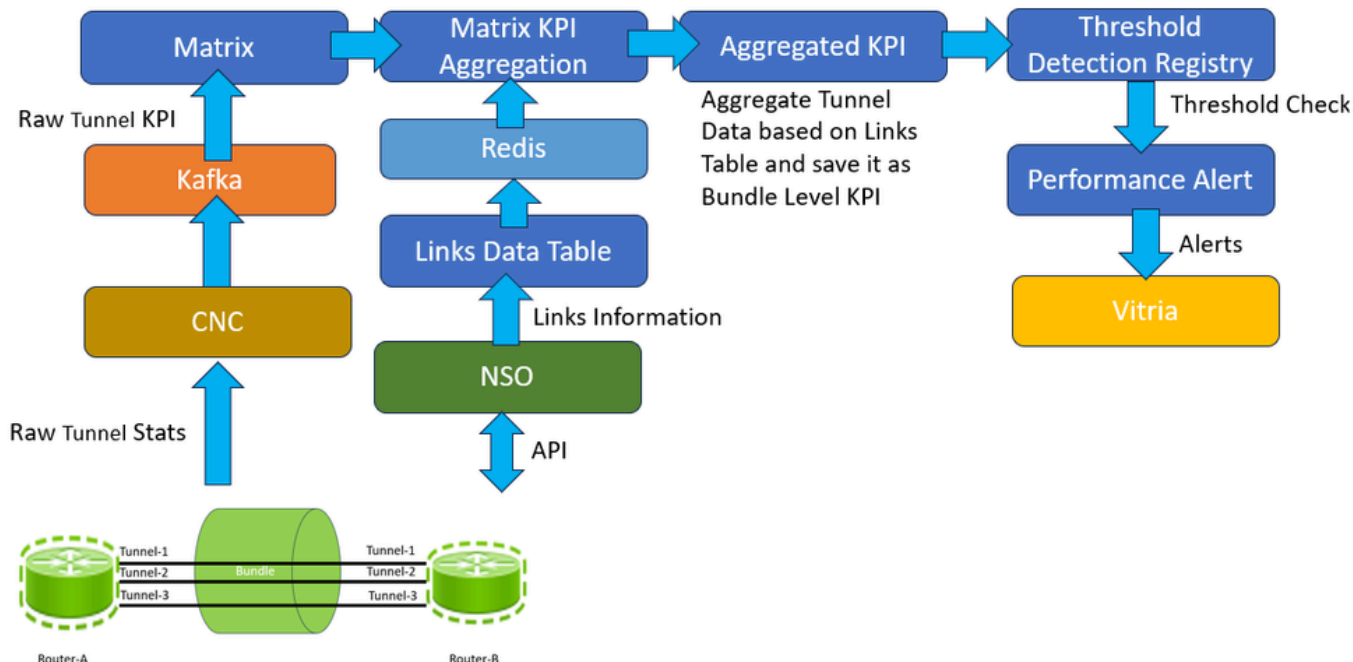 Matrix
Matrix KPI
Aggregation
Aggregated KPI
Threshold
Detection Registry
Raw Tunnel KPI
Aggregate Tunnel
Data based on Links
Table and save it as
Bundle Level KPI
Threshold Check
Kafka
Redis
Performance Alert
Links Data Table
Alerts
CNC
Links Information
Vitria
NSO
Raw Tunnel Stats
API
Tunnel-1
Tunnel-2
Tunnel-3
Bundle
Tunnel-1
Tunnel-2
Tunnel-3
Router-A
Router-B